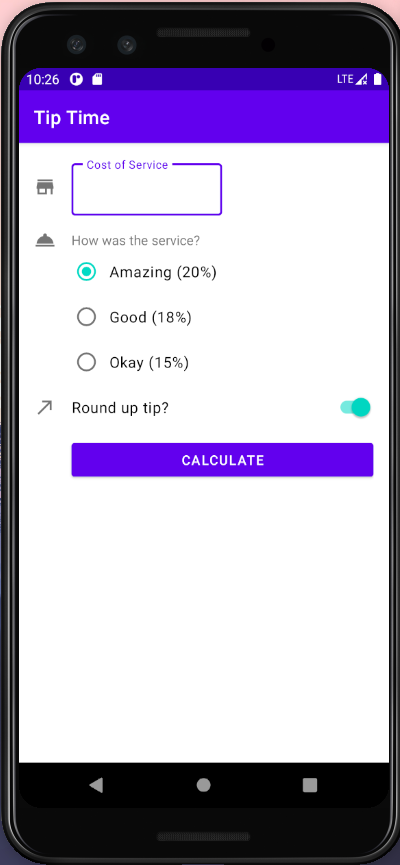 10:26 LTE
Tip Time
Cost of Service
How was the service?
Amazing (20%)
Good (18%)
Okay (15%)
Round up tip?
CALCULATE